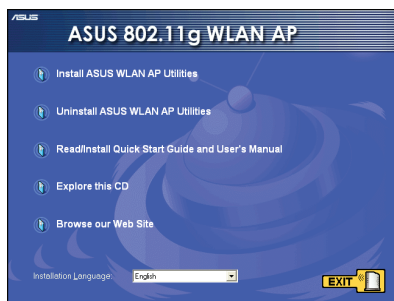 ASUS
ASUS 802.11g WLAN AP
Install ASUS WLAN AP Utilities
Uninstall ASUS WLAN AP Utilities
Read/Install Quick Start Guide and User's Manual
Explore this CD
Browse our Web Site
Installation Language: English
EXIT